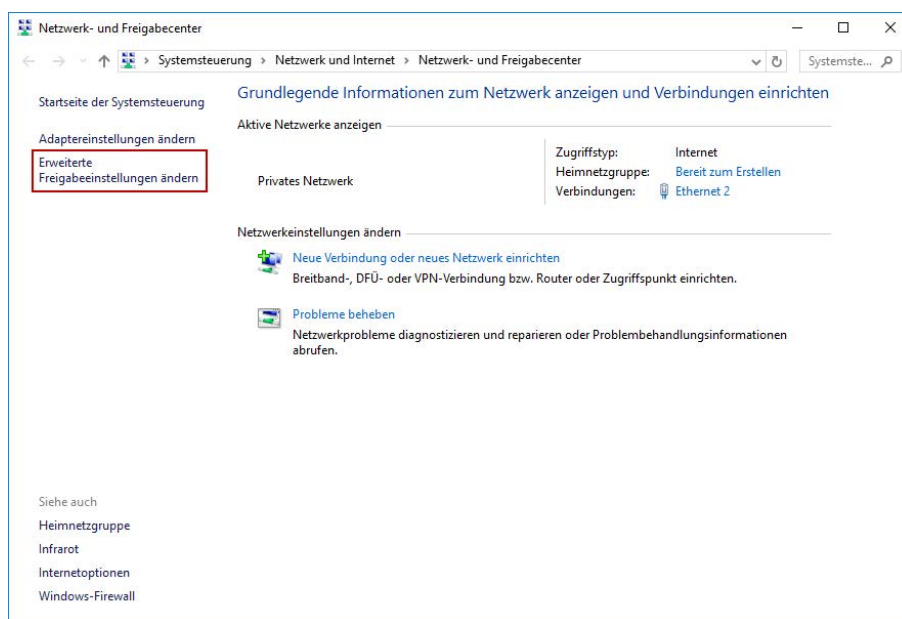 Netzwerk- und Freigabecenter
Systemsteuerung > Netzwerk und Internet > Netzwerk- und Freigabecenter
Systemste...
Startseite der Systemsteuerung
Adaptereinstellungen ändern
Erweiterte
Freigabeeinstellungen ändern
Grundlegende Informationen zum Netzwerk anzeigen und Verbindungen einrichten
Aktive Netzwerke anzeigen
Privates Netzwerk
Zugriffstyp: Internet
Heimnetzgruppe: Bereit zum Erstellen
Verbindungen: Ethernet 2
Netzwerkeinstellungen ändern
Neue Verbindung oder neues Netzwerk einrichten
Breitband-, DFÜ- oder VPN-Verbindung bzw. Router oder Zugriffspunkt einrichten.
Probleme beheben
Netzwerkprobleme diagnostizieren und reparieren oder Problembehandlungsinformationen
abrufen.
Siehe auch
Heimnetzgruppe
Infrarot
Internetoptionen
Windows-Firewall